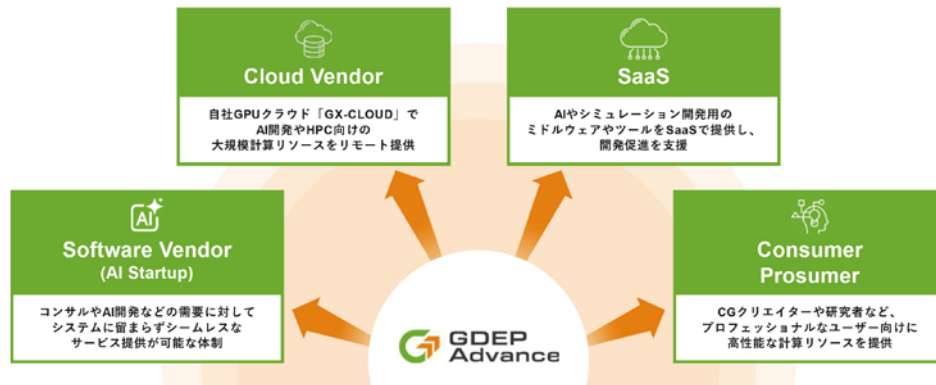 Cloud Vendor
自社GPUクラウド「GX-CLOUD」で
AI開発やHPC向けの
大規模計算リソースをリモート提供
SaaS
AIやシミュレーション開発用の
ミドルウェアやツールをSaaSで提供し、
開発促進を支援
AI
Software Vendor
(AI Startup)
コンサルやAI開発などの需要に対して
システムに留まらずシームレスな
サービス提供が可能な体制
Consumer
Prosumer
CGクリエイターや研究者など、
プロフェッショナルなユーザー向けに
高性能な計算リソースを提供
GDEP
Advance